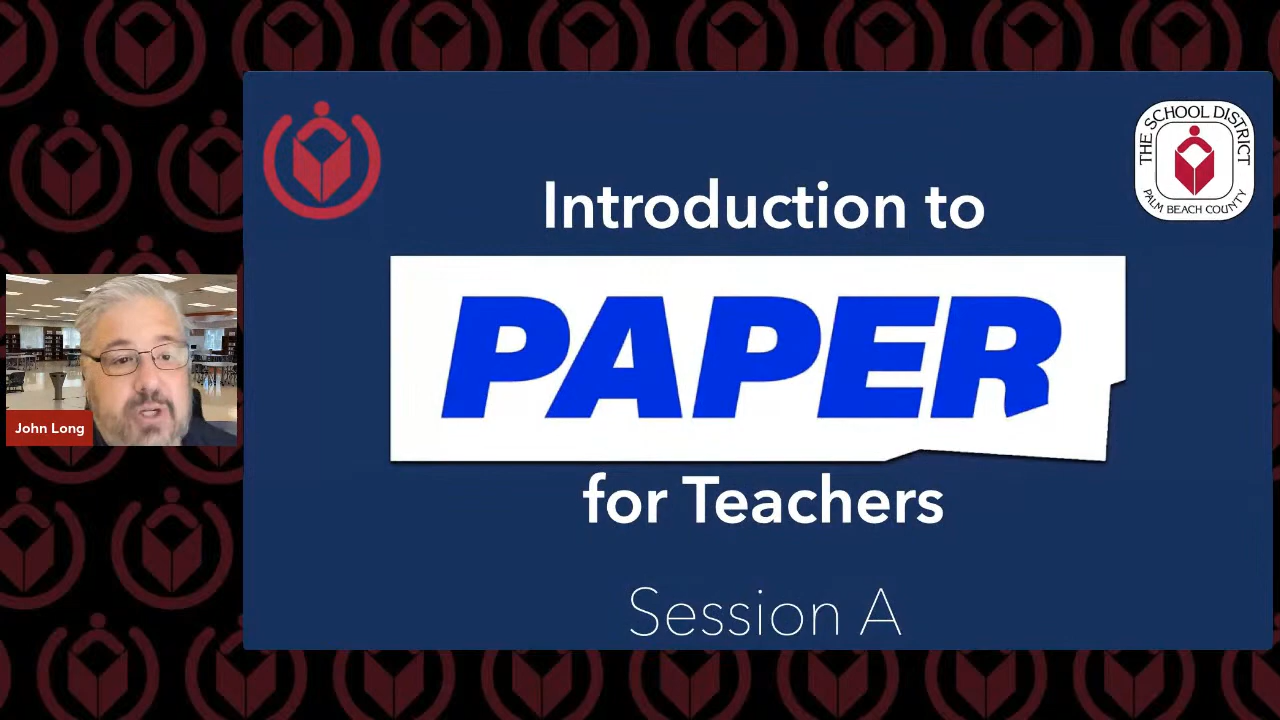 THE SCHOOL DISTRICT
PALM BEACH COUNTY
Introduction to
PAPER
for Teachers
Session A
John Long